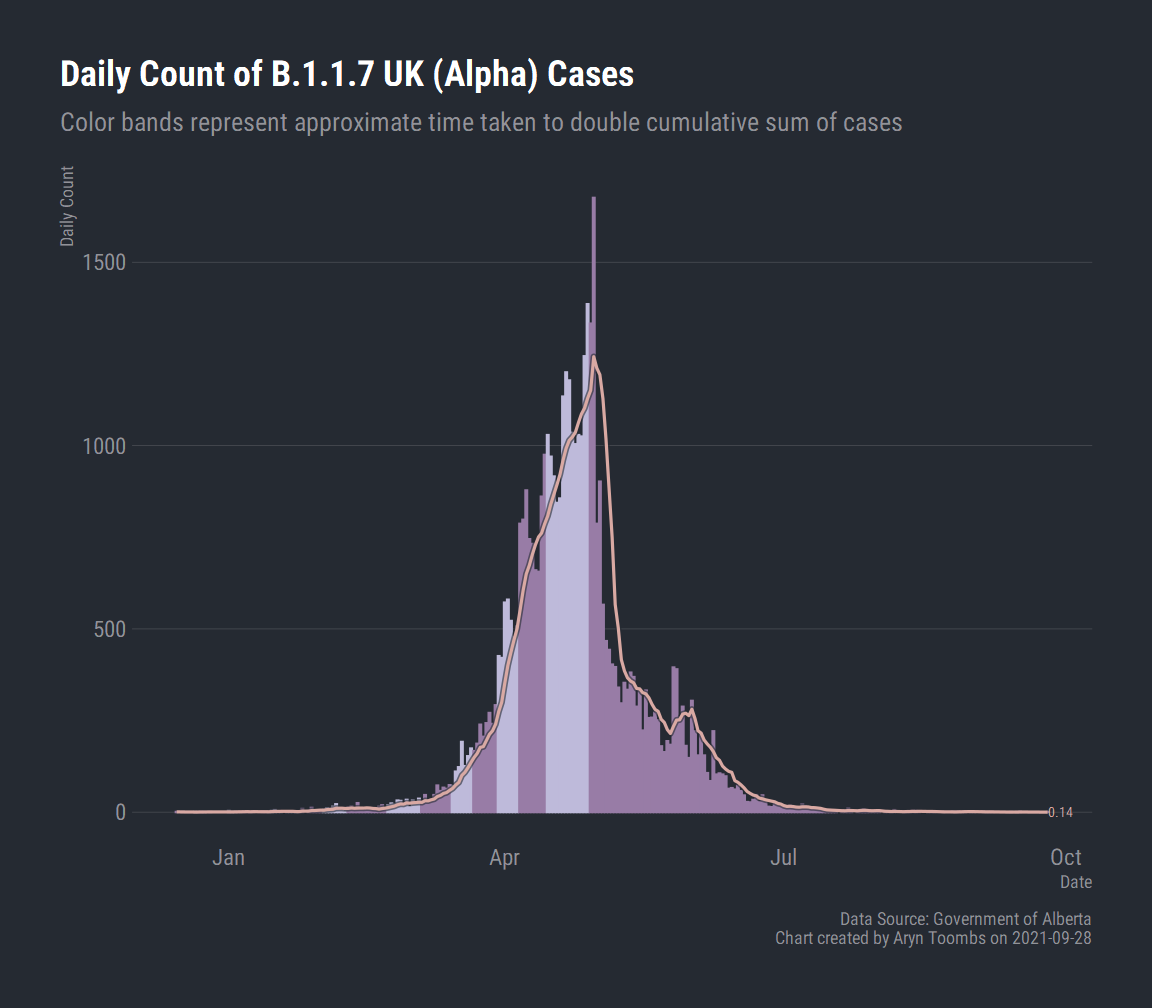 Daily Count of B.1.1.7 UK (Alpha) Cases
Color bands represent approximate time taken to double cumulative sum of cases
Daily Count
1500
1000
500
0
0.14
Jan Apr Jul Oct
Date
Data Source: Government of Alberta
Chart created by Aryn Toombs on 2021-09-28